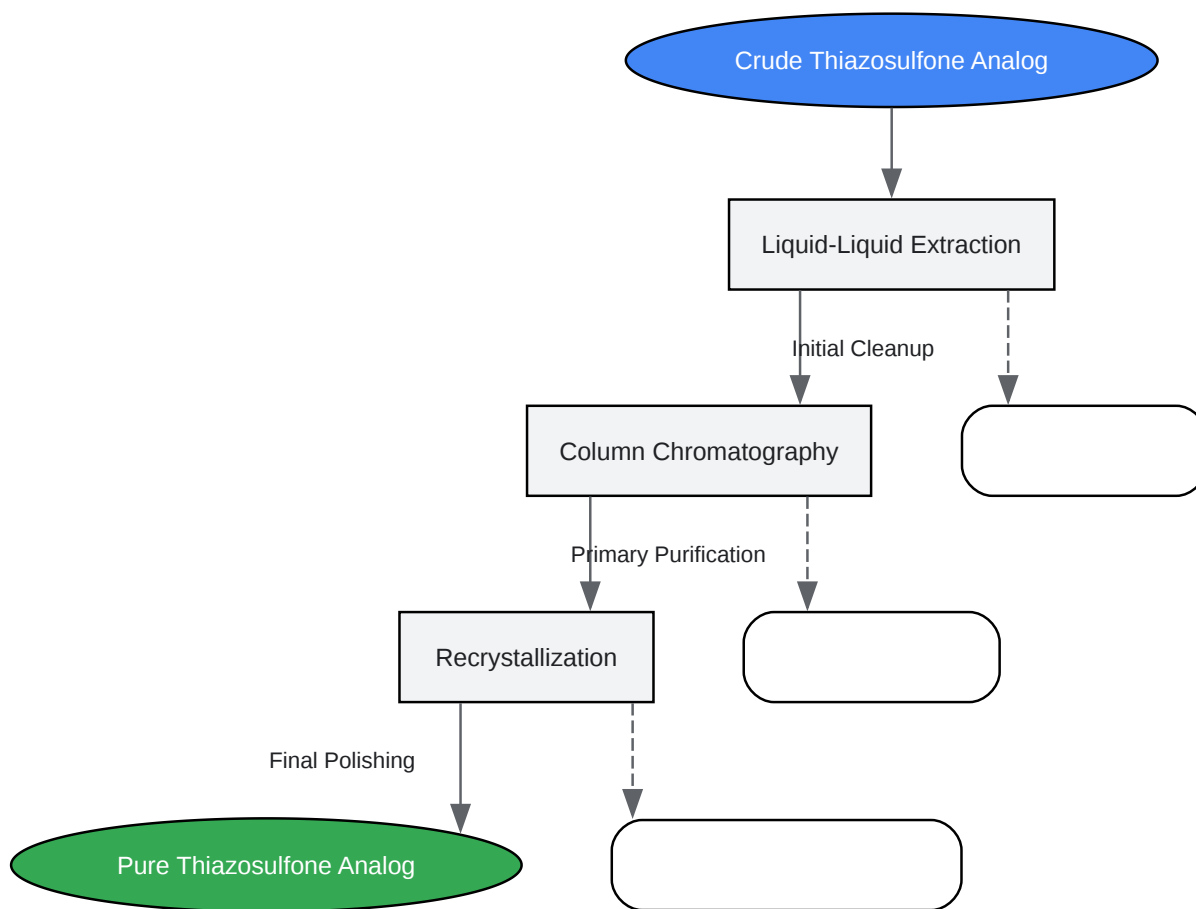 Crude Thiazosulfone Analog
Liquid-Liquid Extraction
Initial Cleanup
Column Chromatography
Primary Purification
Recrystallization
Final Polishing
Pure Thiazosulfone Analog